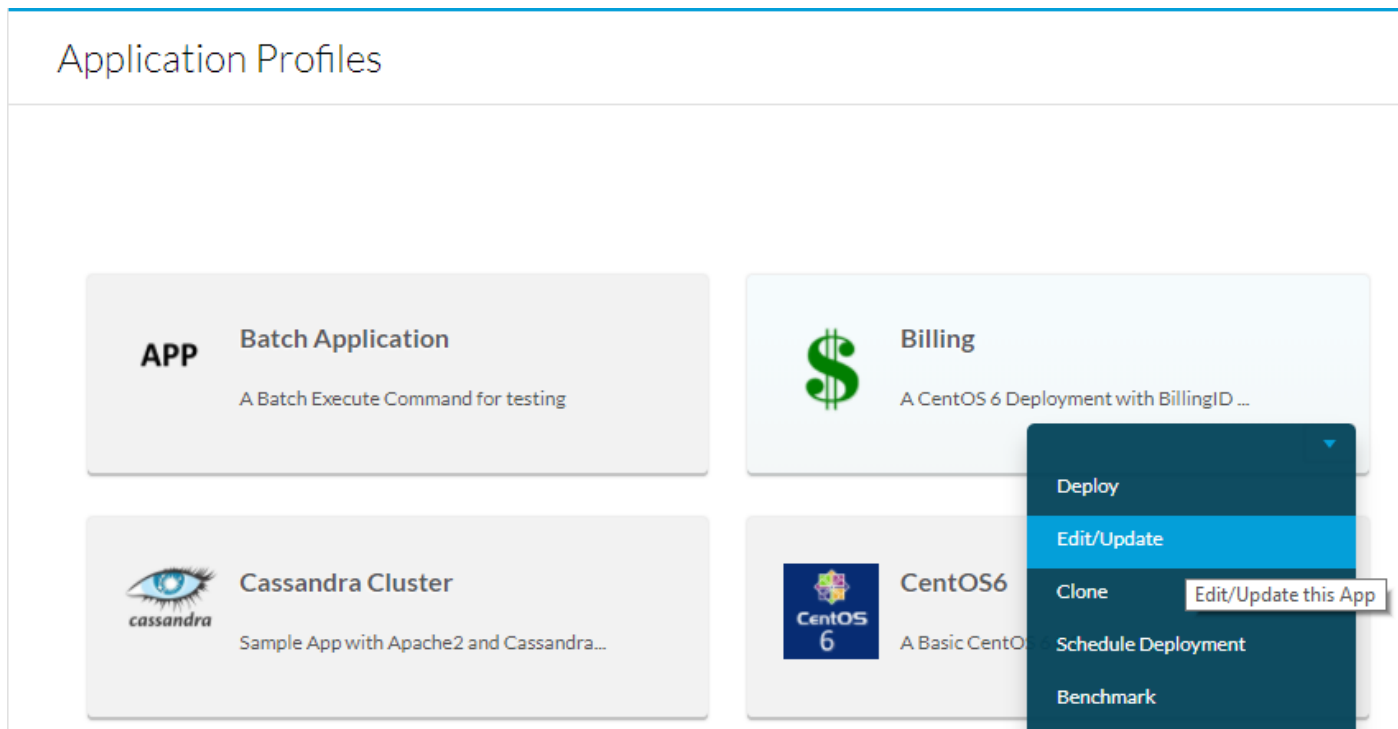 Application Profiles
APP
Batch Application
A Batch Execute Command for testing
$
Billing
A CentOS 6 Deployment with BillingID ...
Deploy
Edit/Update
Clone
Edit/Update this App
Schedule Deployment
Benchmark
cassandra
Cassandra Cluster
Sample App with Apache2 and Cassandra...
CentOS
6
CentOS6
A Basic CentOS 6